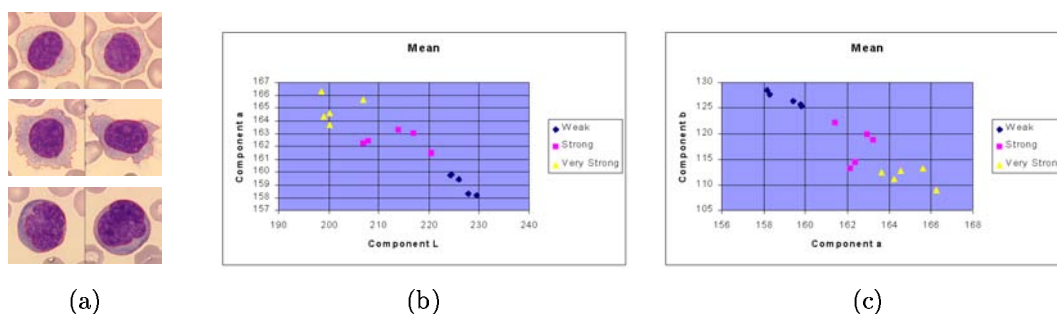 Mean
Component a
167
166
165
164
163
162
161
160
159
158
157
190 200 210 220 230 240
Component L
Weak
Strong
Very Strong
Mean
Component b
130
125
120
115
110
105
156 158 160 162 164 166 168
Component a
Weak
Strong
Very Strong
(a) (b) (c)